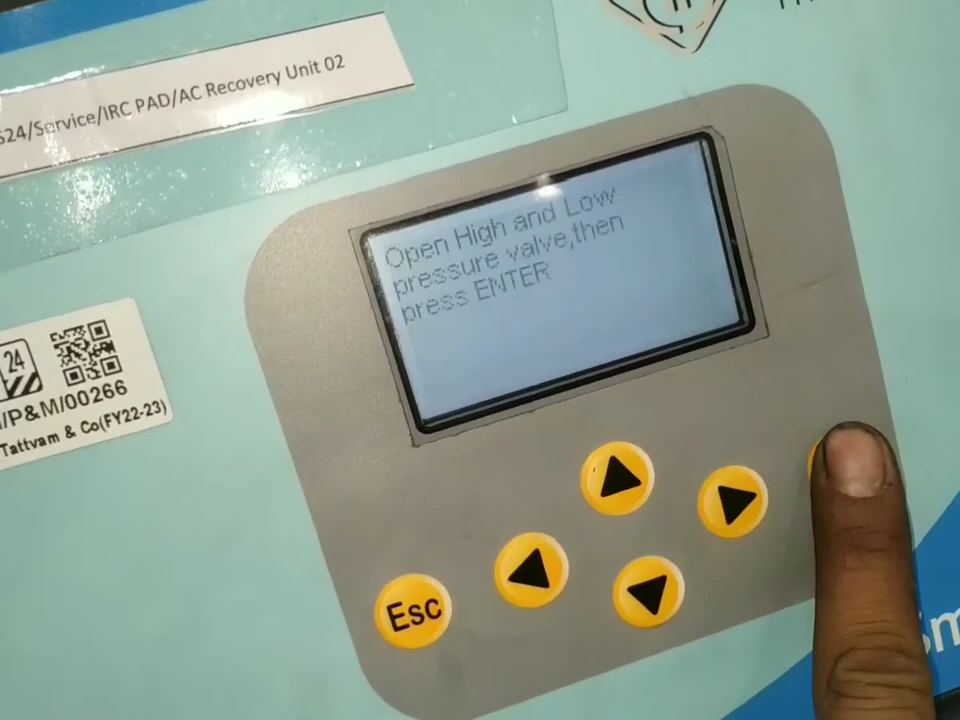 S24/Service/IRC PAD/AC Recovery Unit 02
Open High and Low
pressure valve,then
press ENTER
24
/P&M/00266
Tattvam & Co(FY22-23)
Esc